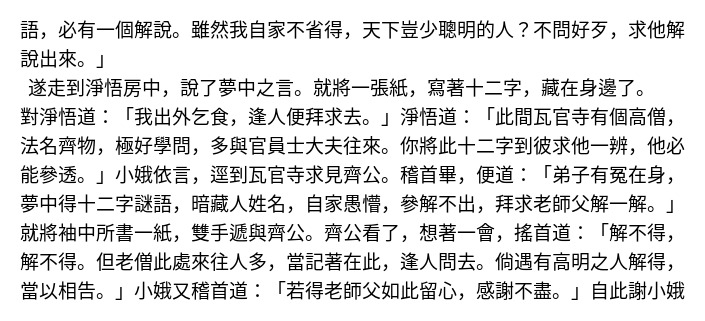 語，必有一個解說。雖然我自家不省得，天下豈少聰明的人？不問好歹，求他解
說出來。」
遂走到淨悟房中，說了夢中之言。就將一張紙，寫著十二字，藏在身邊了。
對淨悟道：「我出外乞食，逢人便拜求去。」淨悟道：「此間瓦官寺有個高僧，
法名齊物，極好學問，多與官員士大夫往來。你將此十二字到彼求他一辨，他必
能參透。」小娥依言，逕到瓦官寺求見齊公。稽首畢，便道：「弟子有冤在身，
夢中得十二字謎語，暗藏人姓名，自家愚懵，參解不出，拜求老師父解一解。」
就將袖中所書一紙，雙手遞與齊公。齊公看了，想著一會，搖首道：「解不得，
解不得。但老僧此處來往人多，當記著在此，逢人問去。倘遇有高明之人解得，
當以相告。」小娥又稽首道：「若得老師父如此留心，感謝不盡。」自此謝小娥